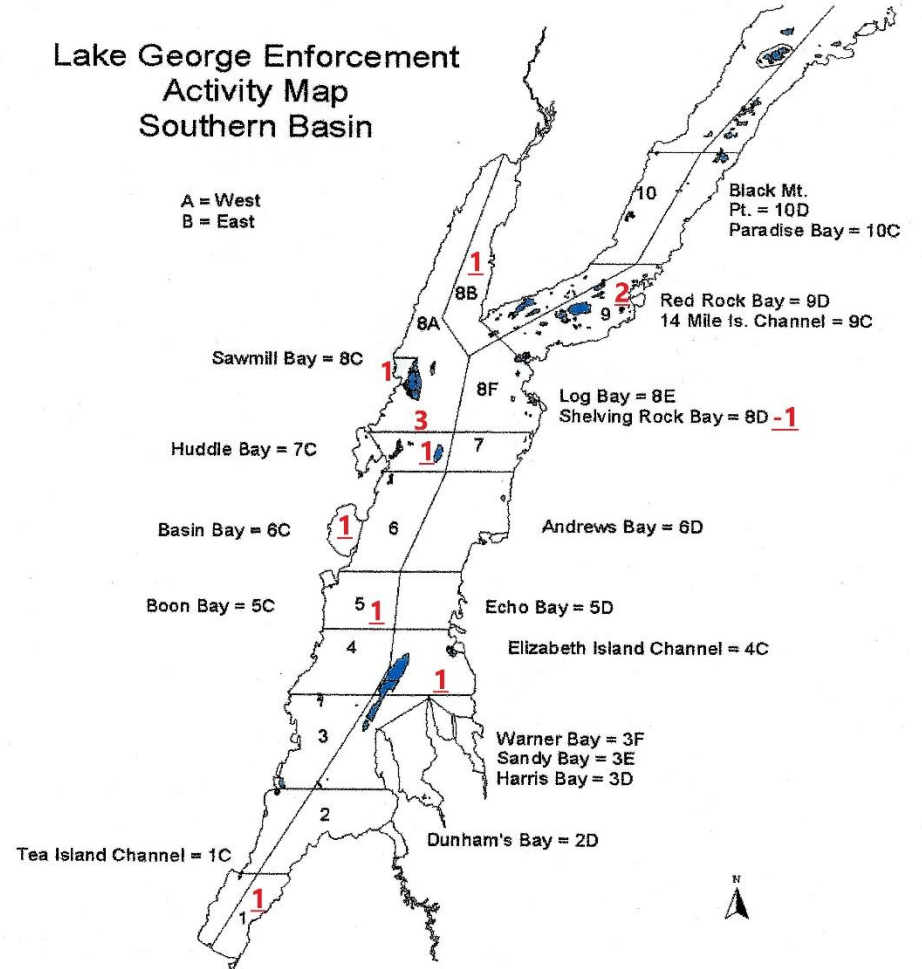 Lake George Enforcement
Activity Map
Southern Basin
A = West
B = East
10
Black Mt.
Pt. = 10D
Paradise Bay = 10C
1
8B
2
9
Red Rock Bay = 9D
14 Mile Is. Channel = 9C
8A
Sawmill Bay = 8C
1
8F
Log Bay = 8E
Shelving Rock Bay = 8D -1
3
Huddle Bay = 7C
1
7
Basin Bay = 6C
1
6
Andrews Bay = 6D
Boon Bay = 5C
5
1
Echo Bay = 5D
4
Elizabeth Island Channel = 4C
1
3
Warner Bay = 3F
Sandy Bay = 3E
Harris Bay = 3D
2
Dunham's Bay = 2D
Tea Island Channel = 1C
1
1
N